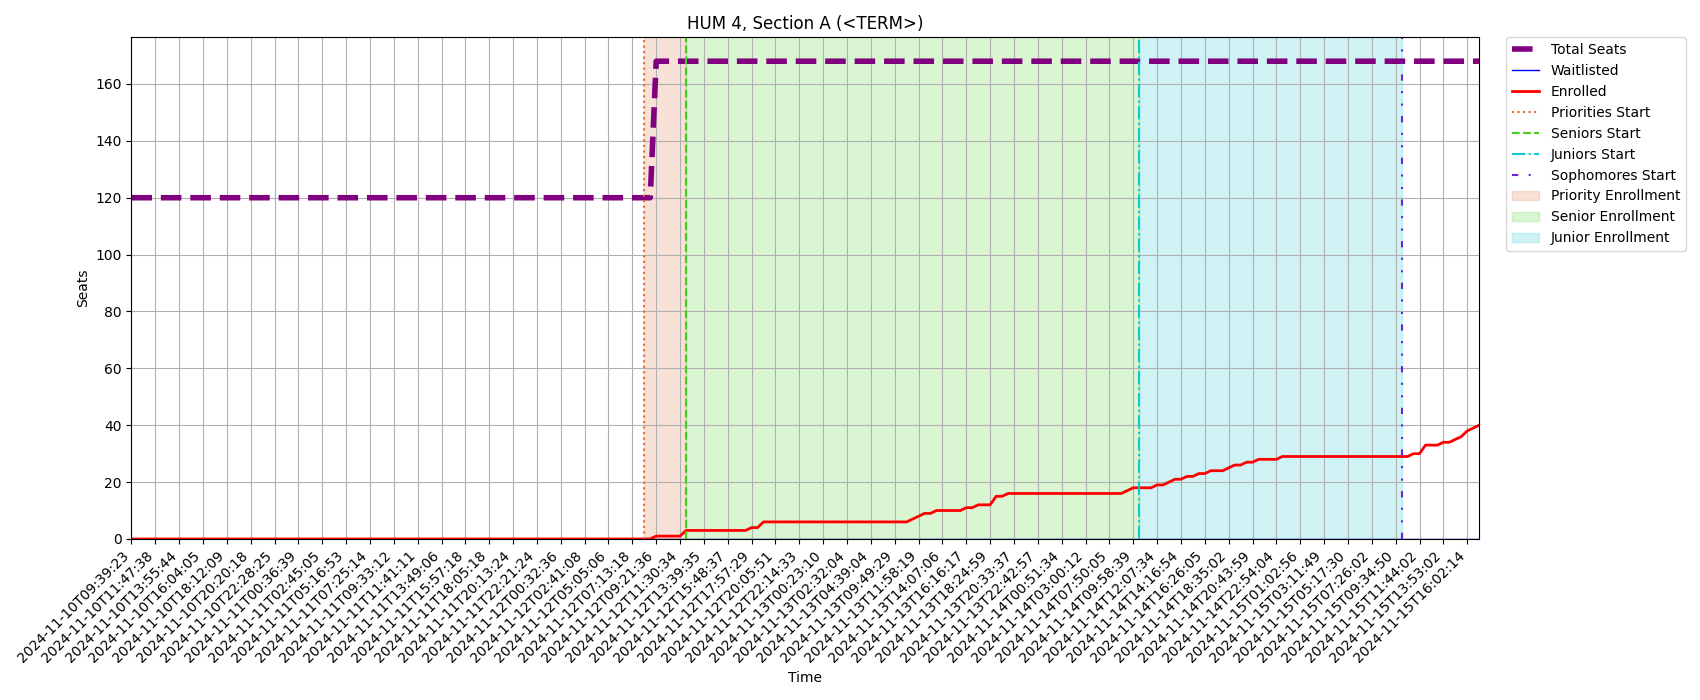 HUM 4, Section A (<TERM>)
Total Seats
Waitlisted
Enrolled
Priorities Start
Seniors Start
Juniors Start
Sophomores Start
Priority Enrollment
Senior Enrollment
Junior Enrollment
Seats
160
140
120
100
80
60
40
20
0
2024-11-10T09:39:23
2024-11-10T11:47:38
2024-11-10T13:55:44
2024-11-10T16:04:05
2024-11-10T18:12:09
2024-11-10T20:20:18
2024-11-10T22:28:25
2024-11-11T00:36:39
2024-11-11T02:45:05
2024-11-11T05:16:53
2024-11-11T07:25:14
2024-11-11T09:33:12
2024-11-11T11:41:11
2024-11-11T13:49:06
2024-11-11T15:57:18
2024-11-11T18:05:18
2024-11-11T20:13:24
2024-11-11T22:21:24
2024-11-12T00:32:36
2024-11-12T02:41:08
2024-11-12T05:05:06
2024-11-12T07:13:18
2024-11-12T09:21:36
2024-11-12T11:30:34
2024-11-12T13:39:35
2024-11-12T15:48:37
2024-11-12T17:57:29
2024-11-12T20:05:51
2024-11-12T22:14:33
2024-11-13T00:23:10
2024-11-13T02:32:04
2024-11-13T04:39:04
2024-11-13T09:49:29
2024-11-13T11:58:19
2024-11-13T14:07:06
2024-11-13T16:16:17
2024-11-13T18:24:59
2024-11-13T20:33:37
2024-11-13T22:42:57
2024-11-14T00:51:34
2024-11-14T03:00:12
2024-11-14T07:50:05
2024-11-14T09:58:39
2024-11-14T12:07:34
2024-11-14T14:16:54
2024-11-14T16:26:05
2024-11-14T18:35:02
2024-11-14T20:43:59
2024-11-14T22:54:04
2024-11-15T01:02:56
2024-11-15T03:11:49
2024-11-15T05:17:30
2024-11-15T07:26:02
2024-11-15T09:34:50
2024-11-15T11:44:02
2024-11-15T13:53:02
2024-11-15T16:02:14
Time